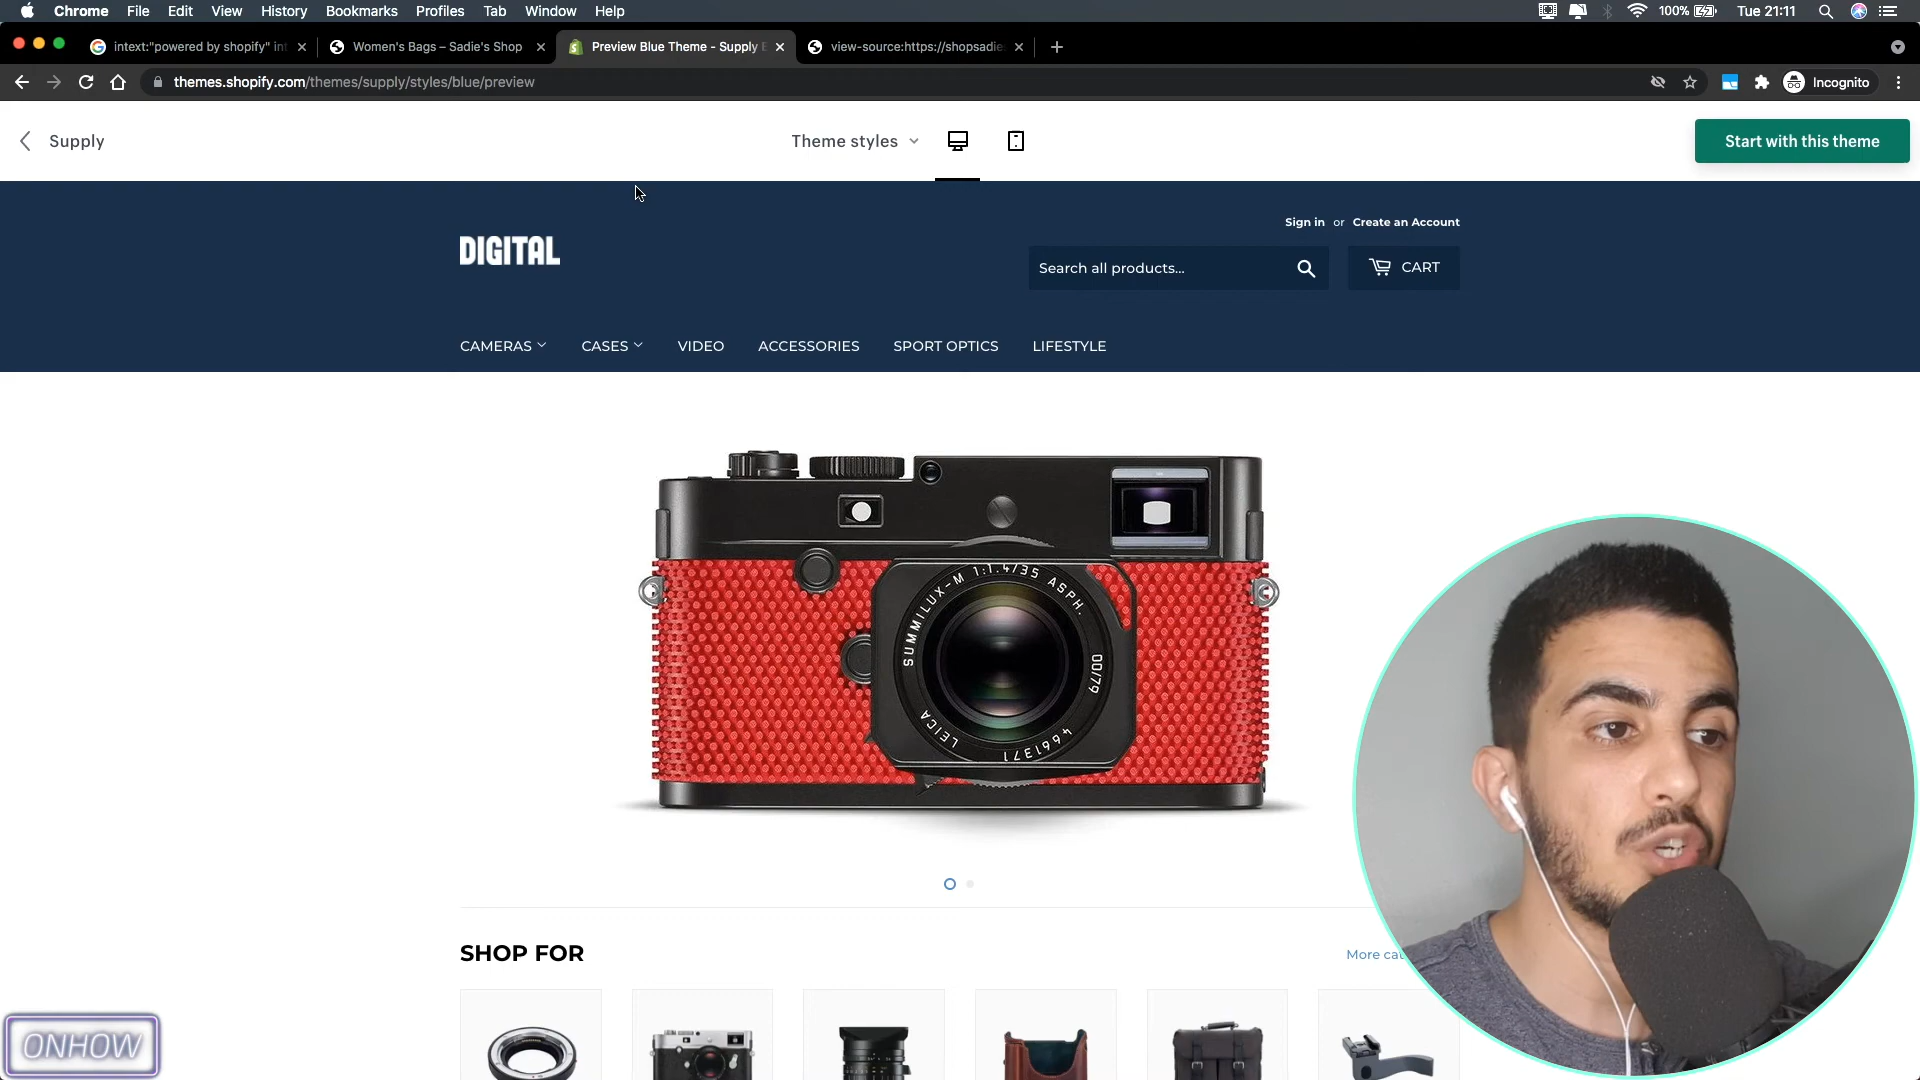 Chrome File Edit View History Bookmarks Profiles Tab Window Help
100% Tue 21:11
intext:"powered by shopify" in
Women's Bags – Sadie's Shop
Preview Blue Theme - Supply E
view-source:https://shopsadie
themes.shopify.com/themes/supply/styles/blue/preview
Incognito
Supply
Theme styles
Start with this theme
Sign in or Create an Account
DIGITAL
Search all products...
CART
CAMERAS
CASES
VIDEO
ACCESSORIES
SPORT OPTICS
LIFESTYLE
SUMMILUX-M 1:1.4/35 ASPH.
00/79
4661371
LEICA
SHOP FOR
More cat
ONHOW